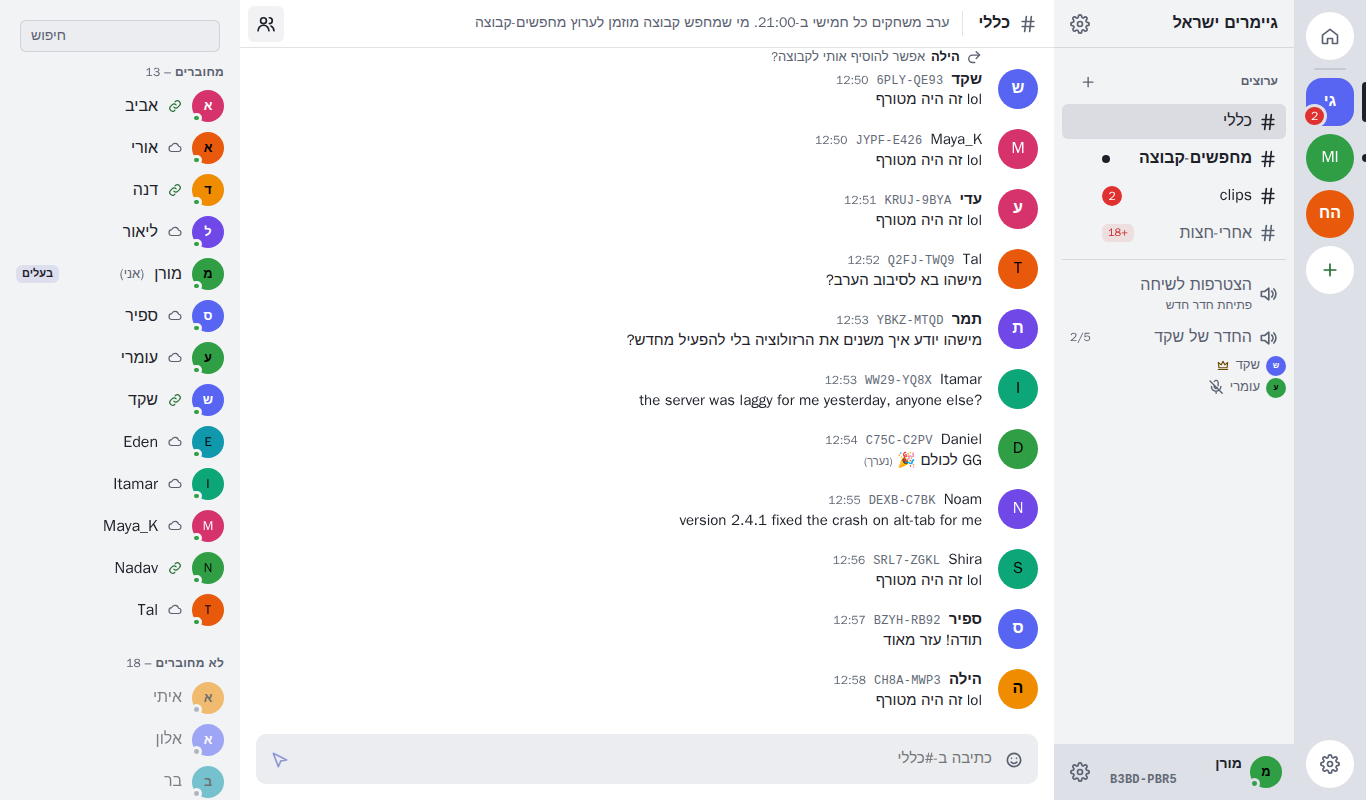 גי
2
MI
הח
גיימרים ישראל
ערוצים
כללי
מחפשים-קבוצה
clips
2
אחרי-חצות
18+
הצטרפות לשיחה
פתיחת חדר חדש
החדר של שקד
2/5
ש שקד
ע עומרי
מ מורן
B3BD-PBR5
כללי
ערב משחקים כל חמישי ב-21:00. מי שמחפש קבוצה מוזמן לערוץ מחפשים-קבוצה
הילה אפשר להוסיף אותי לקבוצה?
ש שקד 6PLY-QE93 12:50
lol זה היה מטורף
M Maya_K JYPF-E426 12:50
lol זה היה מטורף
ע עדי KRUJ-9BYA 12:51
lol זה היה מטורף
T Tal Q2FJ-TWQ9 12:52
מישהו בא לסיבוב הערב?
ת תמר YBKZ-MTQD 12:53
מישהו יודע איך משנים את הרזולוציה בלי להפעיל מחדש?
I Itamar WW29-YQ8X 12:53
the server was laggy for me yesterday, anyone else?
D Daniel C75C-C2PV 12:54
GG לכולם 🎉 (נערך)
N Noam DEXB-C7BK 12:55
version 2.4.1 fixed the crash on alt-tab for me
S Shira SRL7-ZGKL 12:56
lol זה היה מטורף
ס ספיר BZYH-RB92 12:57
תודה! עזר מאוד
ה הילה CH8A-MWP3 12:58
lol זה היה מטורף
כתיבה ב-#כללי
חיפוש
מחוברים – 13
א אביב
א אורי
ד דנה
ל ליאור
מ מורן (אני) בעלים
ס ספיר
ע עומרי
ש שקד
E Eden
I Itamar
M Maya_K
N Nadav
T Tal
לא מחוברים – 18
א איתי
א אלון
ב בר